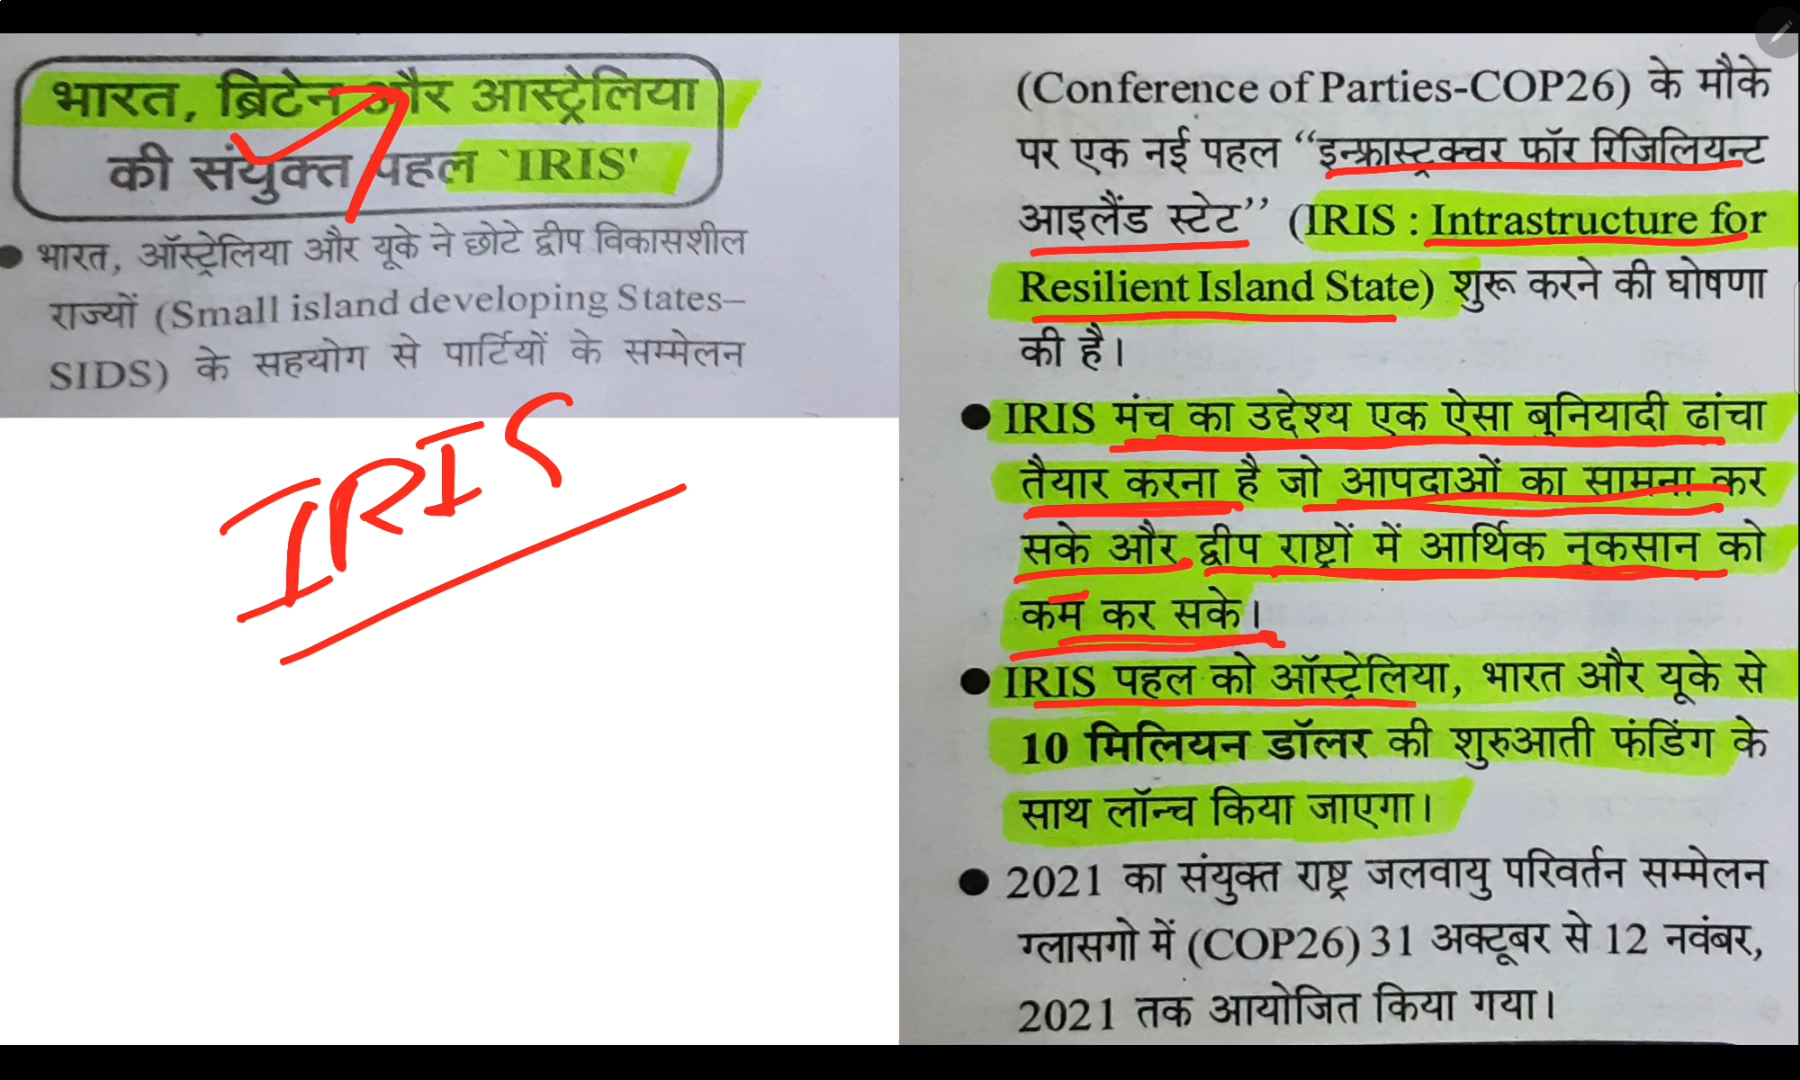 भारत, ब्रिटेन और आस्ट्रेलिया
की संयुक्त पहल `IRIS'
● भारत, ऑस्ट्रेलिया और यूके ने छोटे द्वीप विकासशील
राज्यों (Small island developing States–
SIDS) के सहयोग से पार्टियों के सम्मेलन
IRIS
(Conference of Parties-COP26) के मौके
पर एक नई पहल “इन्फ्रास्ट्रक्चर फॉर रिजिलियन्ट
आइलैंड स्टेट’’ (IRIS : Intrastructure for
Resilient Island State) शुरू करने की घोषणा
की है।
● IRIS मंच का उद्देश्य एक ऐसा बुनियादी ढांचा
तैयार करना है जो आपदाओं का सामना कर
सके और द्वीप राष्ट्रों में आर्थिक नुकसान को
कम कर सके।
● IRIS पहल को ऑस्ट्रेलिया, भारत और यूके से
10 मिलियन डॉलर की शुरुआती फंडिंग के
साथ लॉन्च किया जाएगा।
● 2021 का संयुक्त राष्ट्र जलवायु परिवर्तन सम्मेलन
ग्लासगो में (COP26) 31 अक्टूबर से 12 नवंबर,
2021 तक आयोजित किया गया।